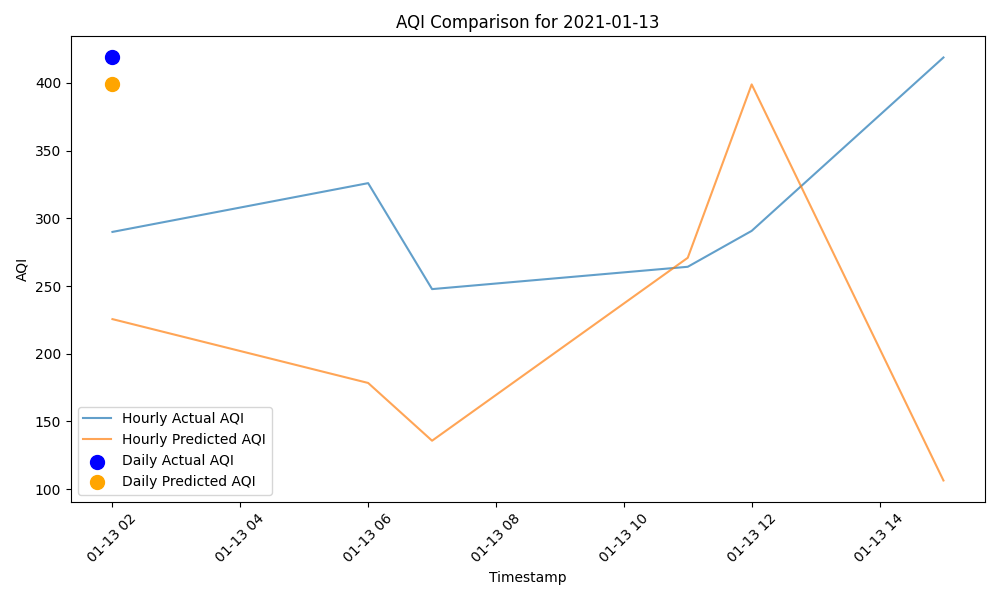 AQI Comparison for 2021-01-13
AQI
400
350
300
250
200
150
100
Hourly Actual AQI
Hourly Predicted AQI
Daily Actual AQI
Daily Predicted AQI
01-13 02
01-13 04
01-13 06
01-13 08
01-13 10
01-13 12
01-13 14
Timestamp